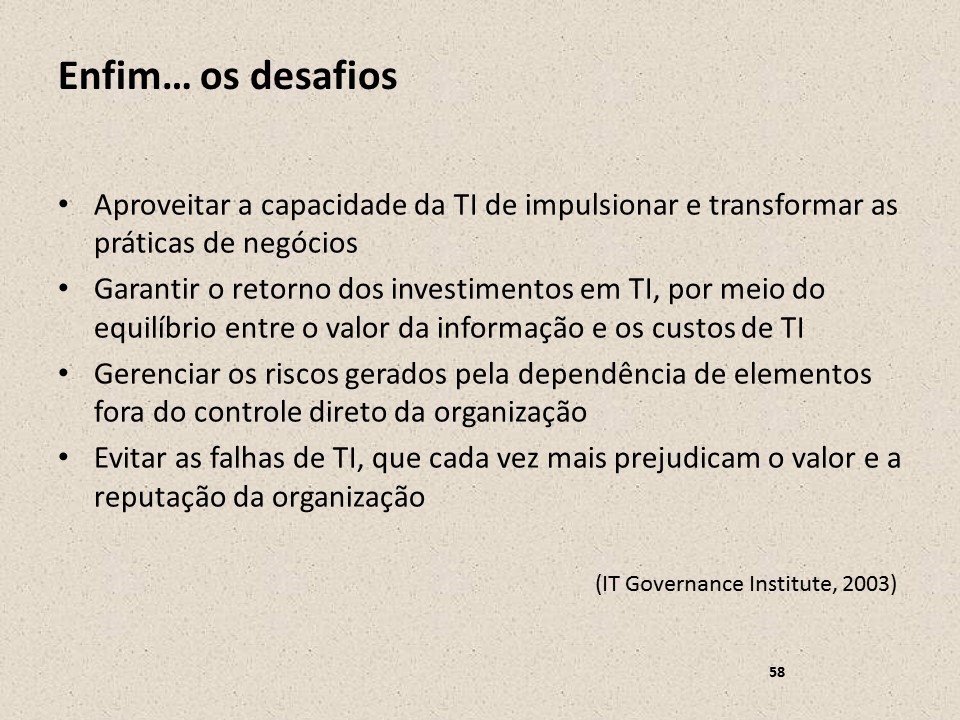 Enfim… os desafios
• Aproveitar a capacidade da TI de impulsionar e transformar as
práticas de negócios
• Garantir o retorno dos investimentos em TI, por meio do
equilíbrio entre o valor da informação e os custos de TI
• Gerenciar os riscos gerados pela dependência de elementos
fora do controle direto da organização
• Evitar as falhas de TI, que cada vez mais prejudicam o valor e a
reputação da organização
(IT Governance Institute, 2003)
58